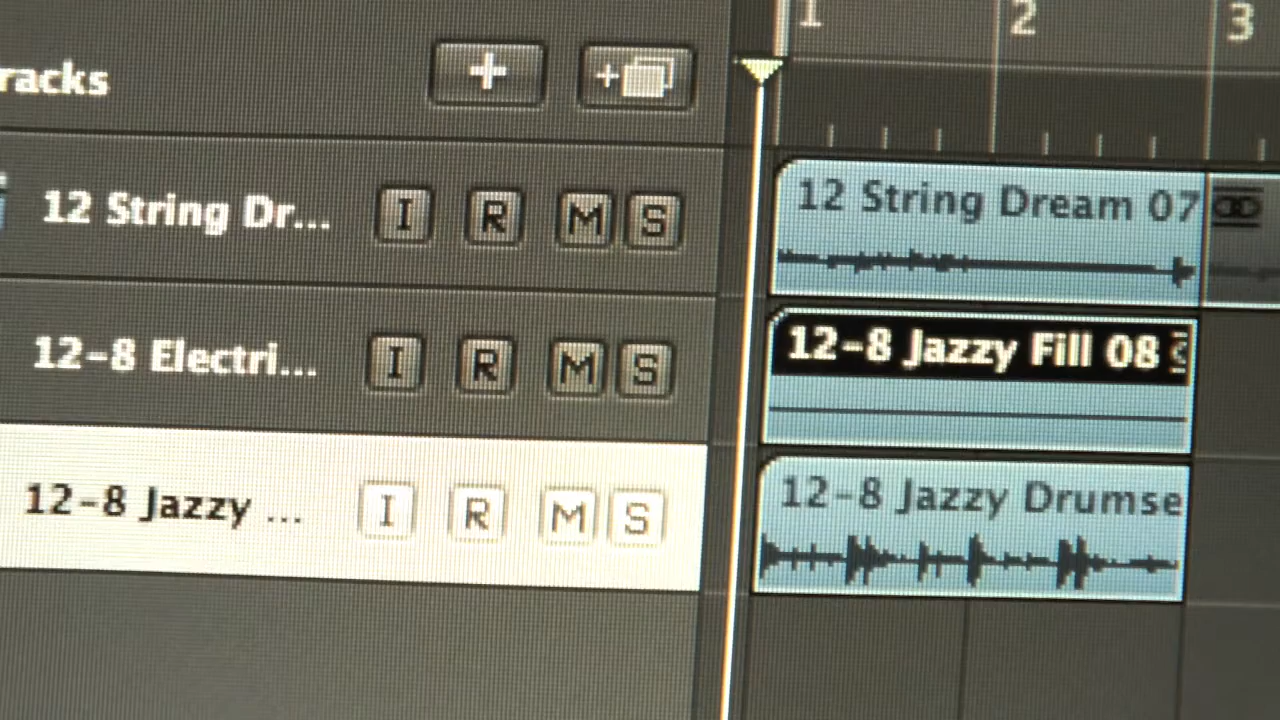 1 2 3
racks
12 String Dr... I R M S 12 String Dream 07
12-8 Electri... I R M S 12-8 Jazzy Fill 08
12-8 Jazzy ... I R M S 12-8 Jazzy Drumse